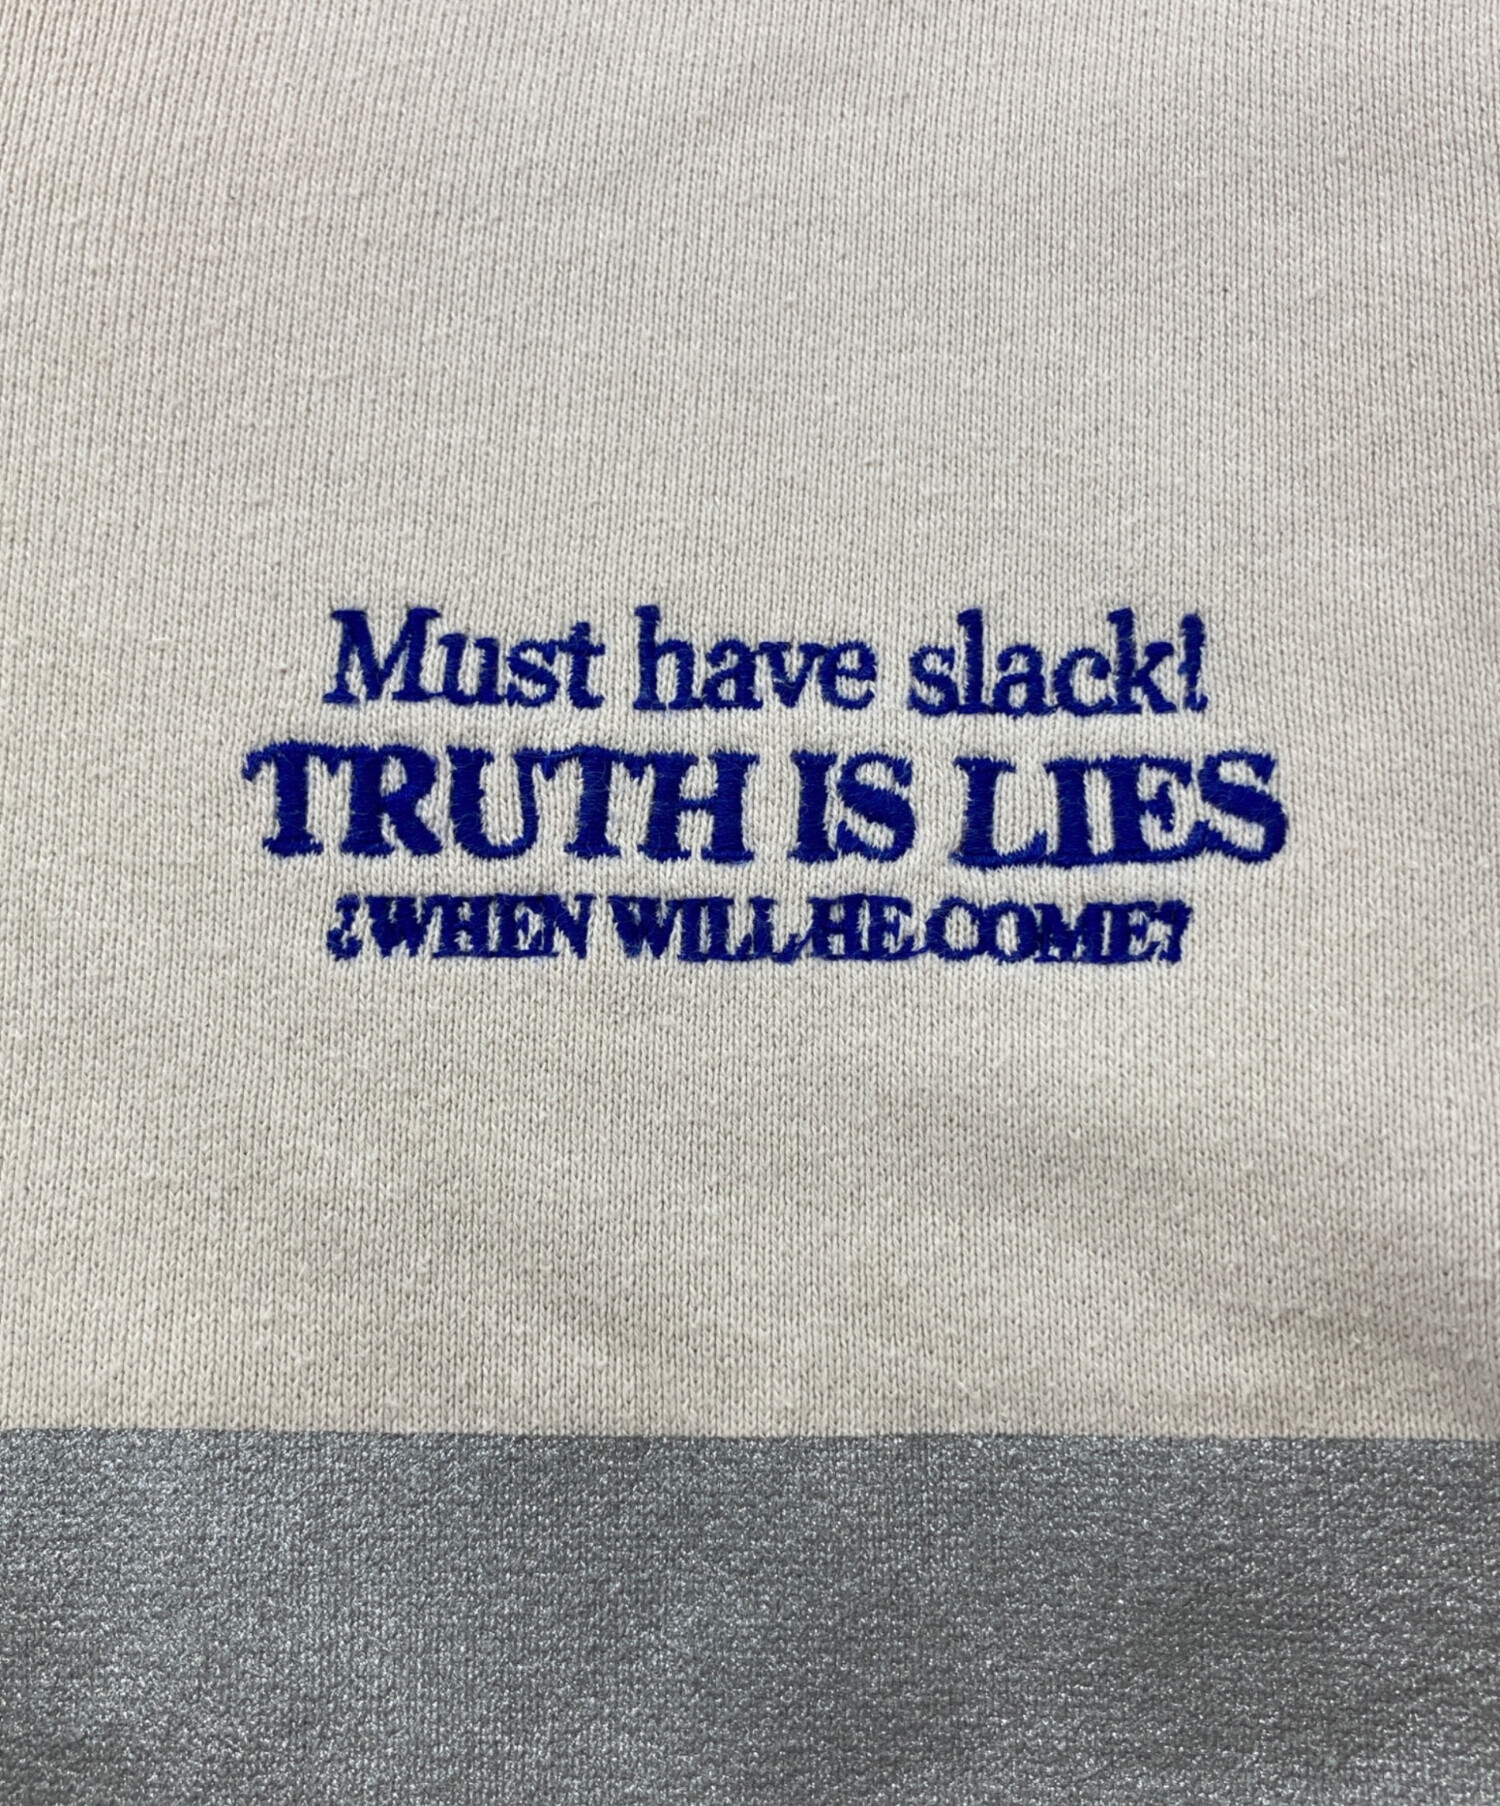 Must have slack!
TRUTH IS LIES
¿WHEN WILL HE COME?